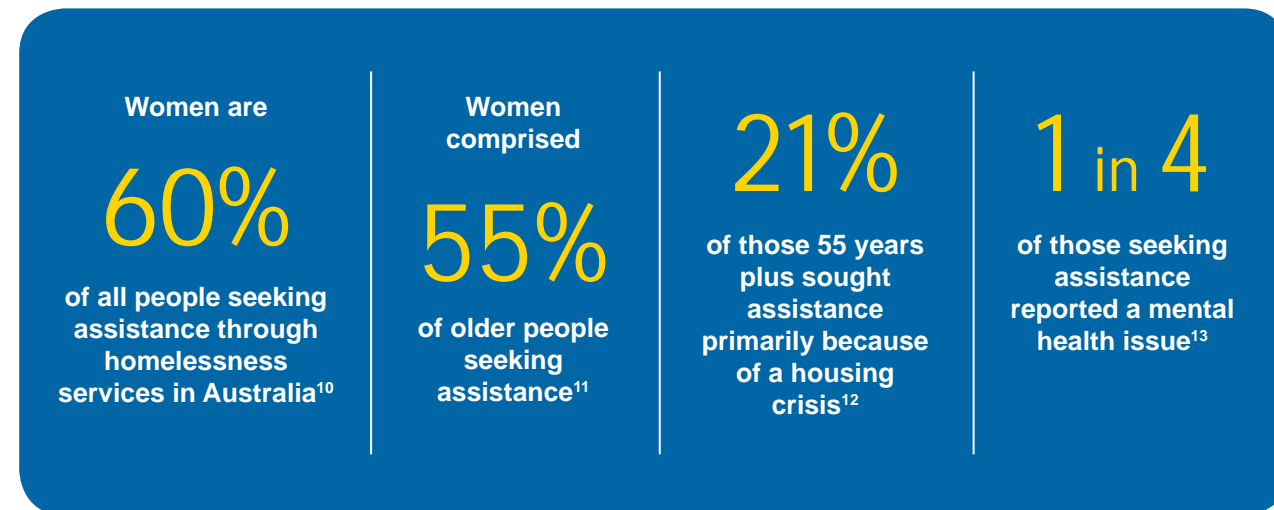 Women are
60%
of all people seeking
assistance through
homelessness
services in Australia¹⁰
Women
comprised
55%
of older people
seeking
assistance¹¹
21%
of those 55 years
plus sought
assistance
primarily because
of a housing
crisis¹²
1 in 4
of those seeking
assistance
reported a mental
health issue¹³